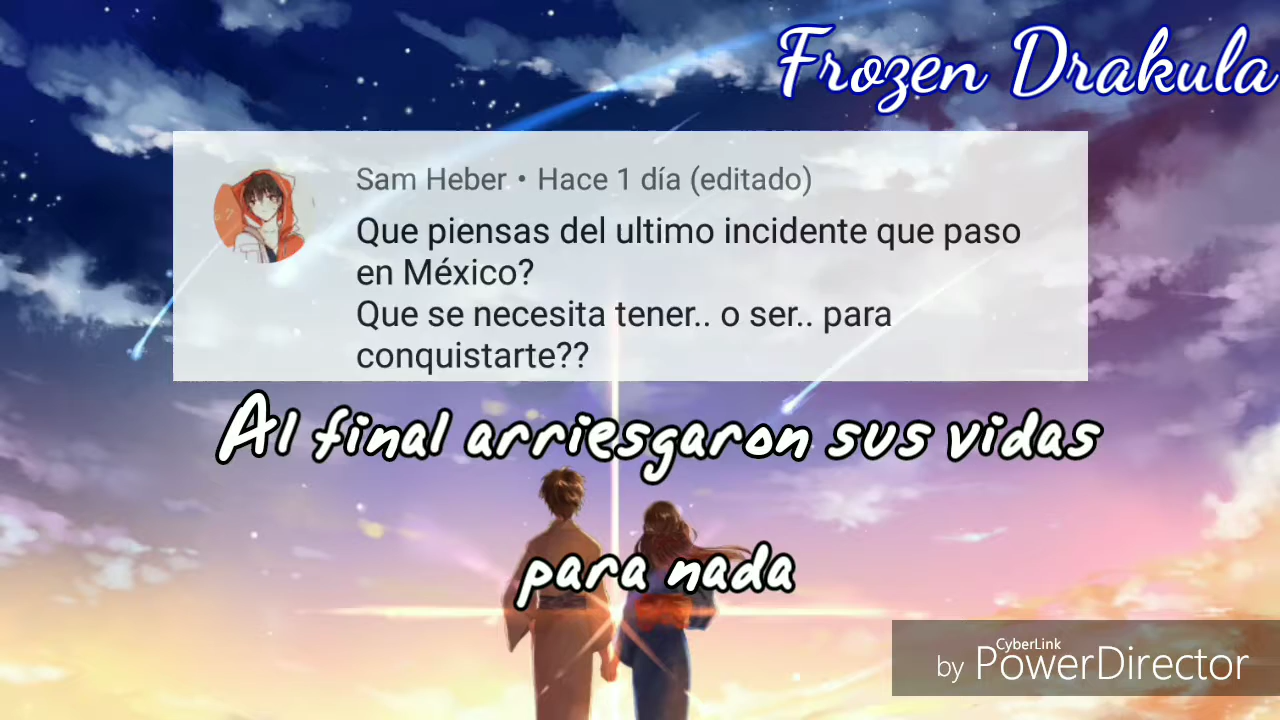 Frozen Drakula
Sam Heber • Hace 1 día (editado)
Que piensas del ultimo incidente que paso
en México?
Que se necesita tener.. o ser.. para
conquistarte??
Al final arriesgaron sus vidas
para nada
CyberLink
by PowerDirector